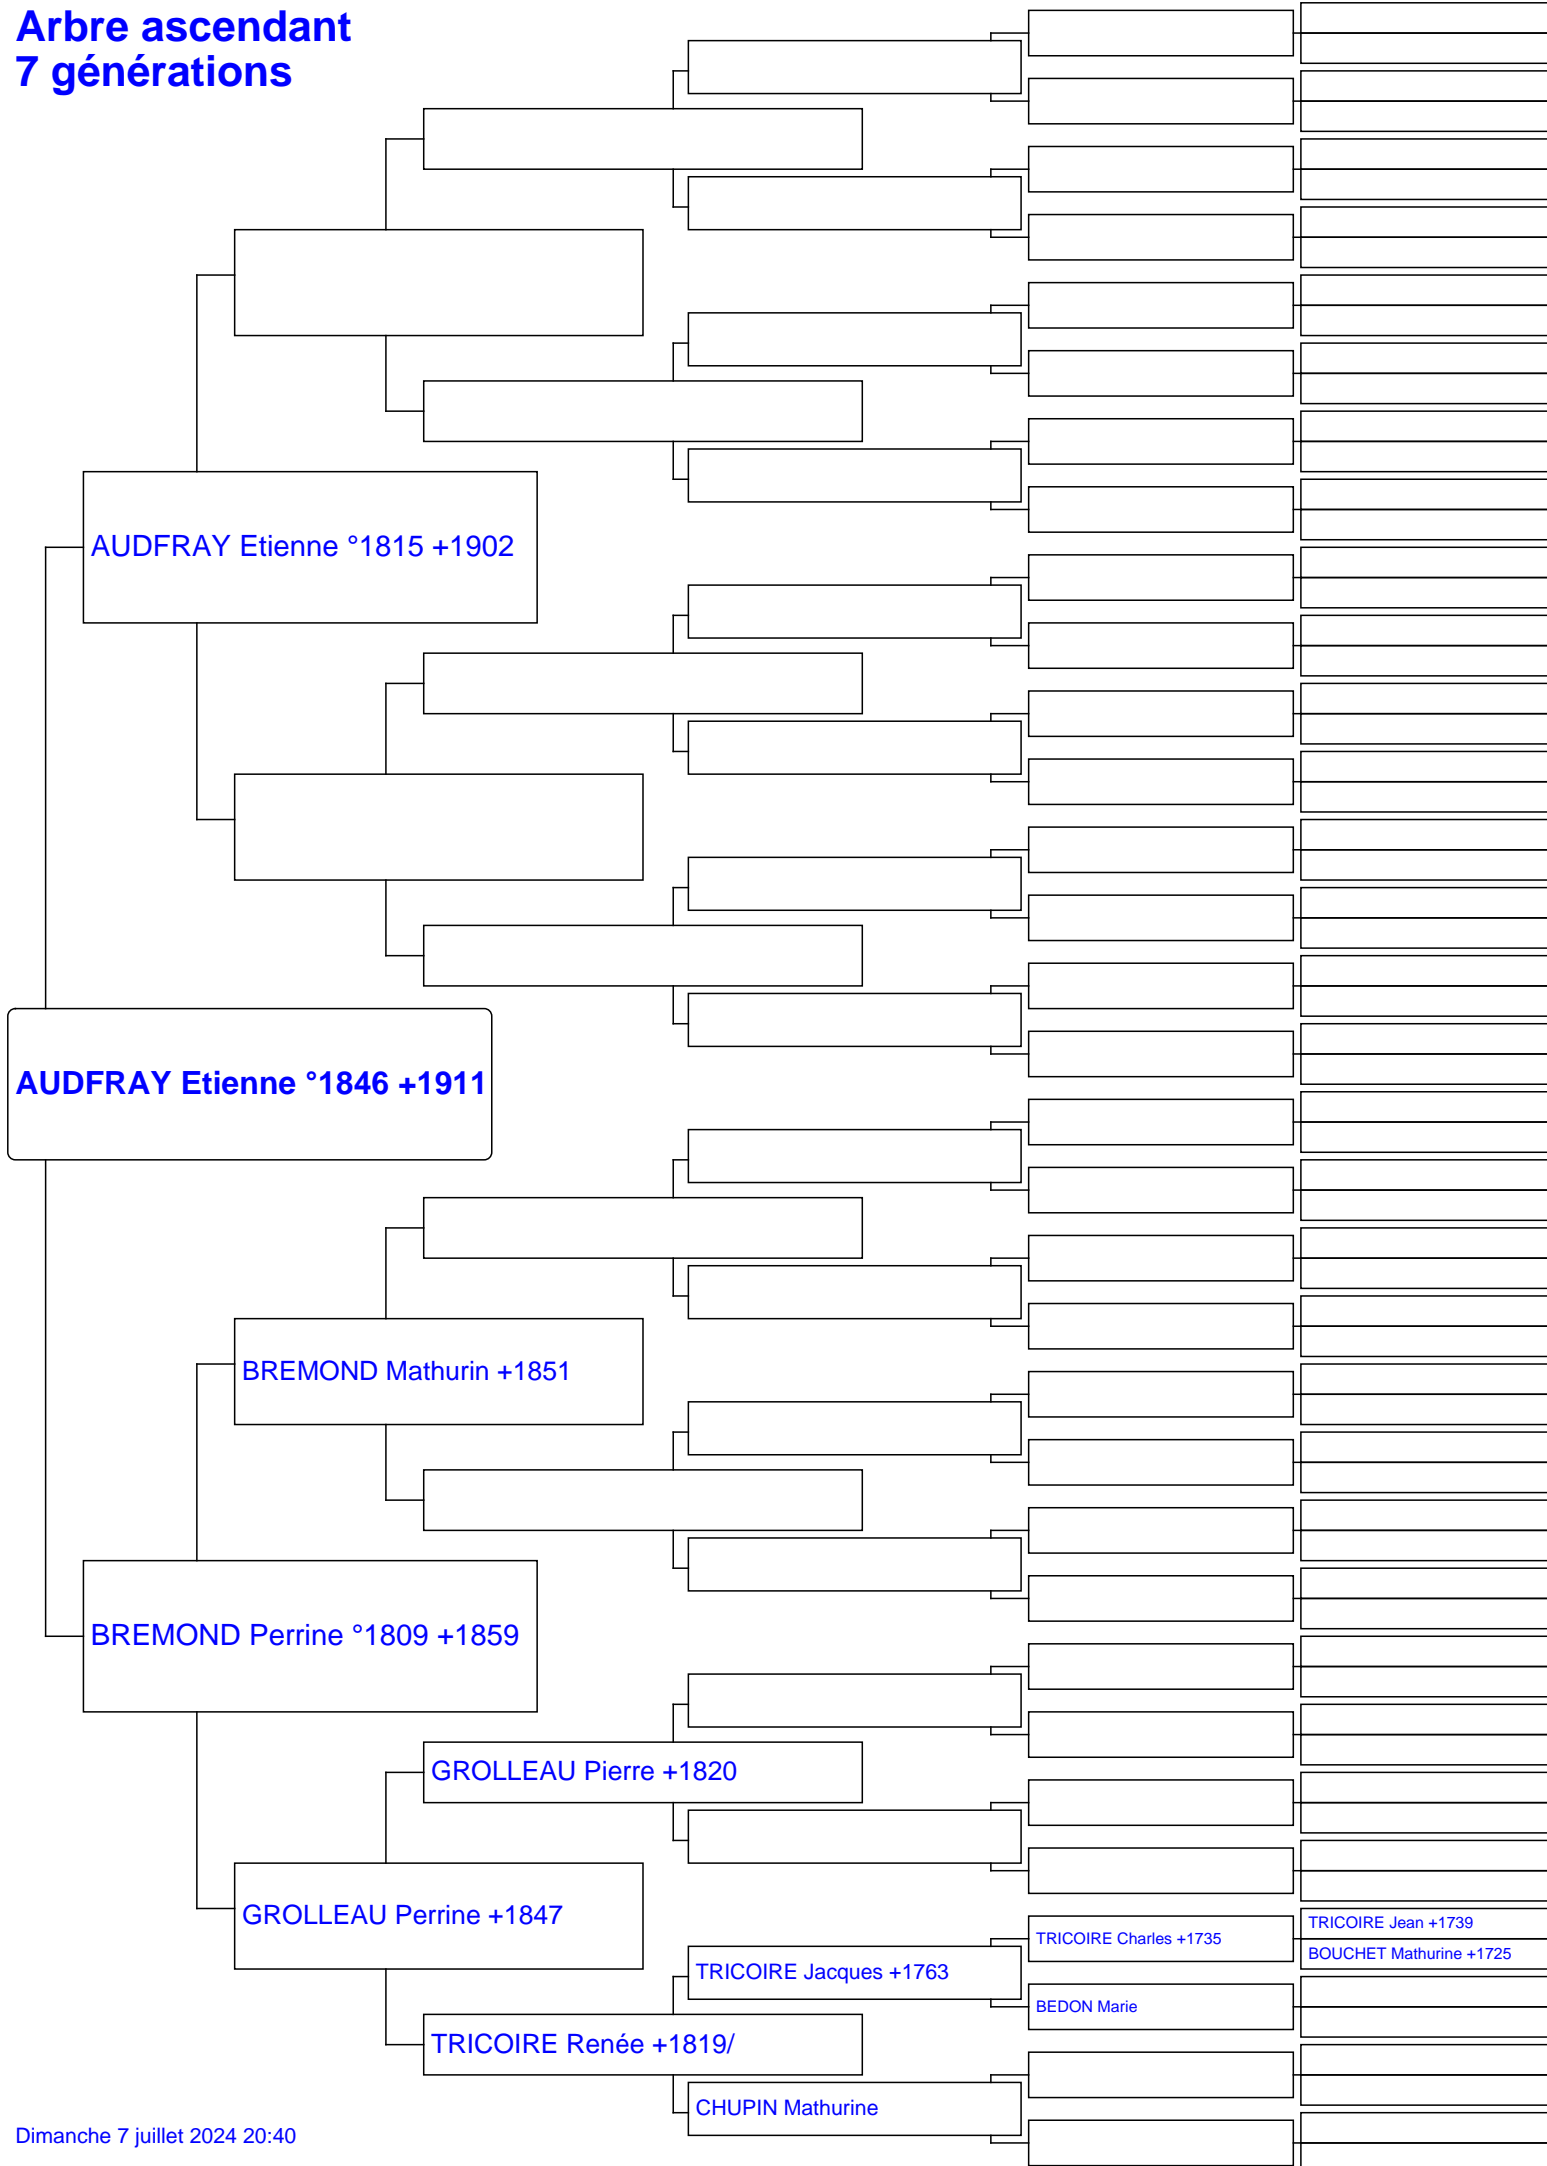 Arbre ascendant
7 générations
AUDFRAY Etienne °1815 +1902
AUDFRAY Etienne °1846 +1911
BREMOND Mathurin +1851
BREMOND Perrine °1809 +1859
GROLLEAU Pierre +1820
GROLLEAU Perrine +1847
TRICOIRE Jean +1739
TRICOIRE Charles +1735
BOUCHET Mathurine +1725
TRICOIRE Jacques +1763
BEDON Marie
TRICOIRE Renée +1819/
CHUPIN Mathurine
Dimanche 7 juillet 2024 20:40